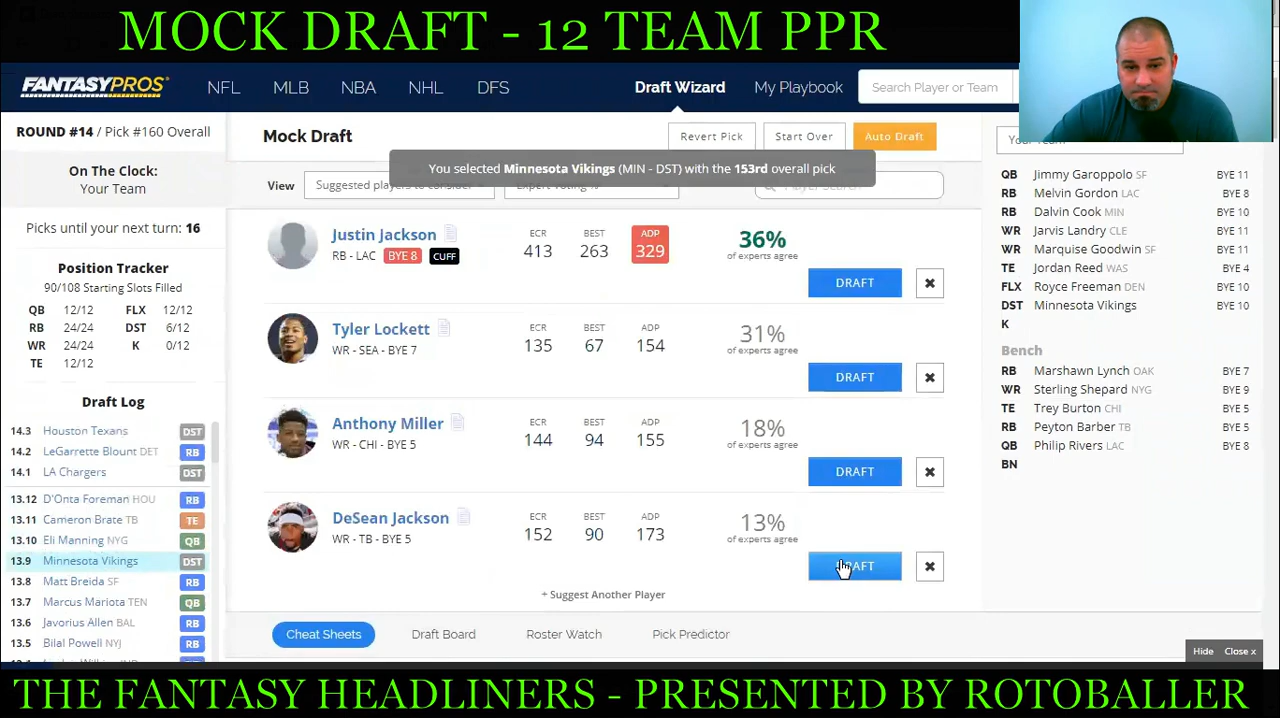 MOCK DRAFT - 12 TEAM PPR
FANTASYPROS NFL MLB NBA NHL DFS Draft Wizard My Playbook Search Player or Team
ROUND #14 / Pick #160 Overall
On The Clock:
Your Team
Picks until your next turn: 16
Position Tracker
90/108 Starting Slots Filled
QB 12/12 FLX 12/12
RB 24/24 DST 6/12
WR 24/24 K 0/12
TE 12/12
Draft Log
14.3 Houston Texans DST
14.2 LeGarrette Blount DET RB
14.1 LA Chargers DST
13.12 D'Onta Foreman HOU RB
13.11 Cameron Brate TB TE
13.10 Eli Manning NYG QB
13.9 Minnesota Vikings DST
13.8 Matt Breida SF RB
13.7 Marcus Mariota TEN QB
13.6 Javorius Allen BAL RB
13.5 Bilal Powell NYJ RB
Mock Draft Revert Pick Start Over Auto Draft
You selected Minnesota Vikings (MIN - DST) with the 153rd overall pick
View Suggested players to consider
Justin Jackson ECR BEST ADP 36%
RB - LAC BYE 8 CUFF 413 263 329 of experts agree
DRAFT
Tyler Lockett ECR BEST ADP 31%
WR - SEA - BYE 7 135 67 154 of experts agree
DRAFT
Anthony Miller ECR BEST ADP 18%
WR - CHI - BYE 5 144 94 155 of experts agree
DRAFT
DeSean Jackson ECR BEST ADP 13%
WR - TB - BYE 5 152 90 173 of experts agree
DRAFT
+ Suggest Another Player
Cheat Sheets Draft Board Roster Watch Pick Predictor
QB Jimmy Garoppolo SF BYE 11
RB Melvin Gordon LAC BYE 8
RB Dalvin Cook MIN BYE 10
WR Jarvis Landry CLE BYE 11
WR Marquise Goodwin SF BYE 11
TE Jordan Reed WAS BYE 4
FLX Royce Freeman DEN BYE 10
DST Minnesota Vikings BYE 10
K
Bench
RB Marshawn Lynch OAK BYE 7
WR Sterling Shepard NYG BYE 9
TE Trey Burton CHI BYE 5
RB Peyton Barber TB BYE 5
QB Philip Rivers LAC BYE 8
BN
Hide Close x
THE FANTASY HEADLINERS - PRESENTED BY ROTOBALLER